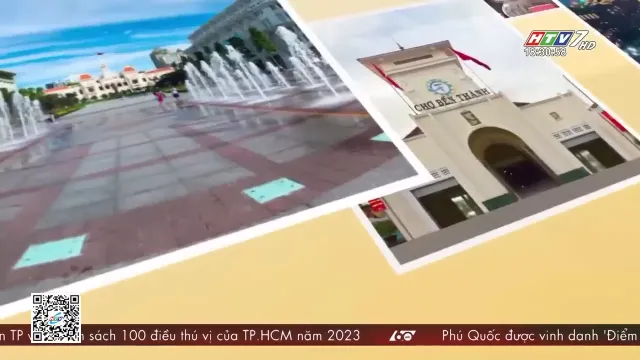 HTV7 HD
18:30:58
CHỢ BẾN THÀNH
sách 100 điều thú vị của TP.HCM năm 2023
Phú Quốc được vinh danh 'Điểm